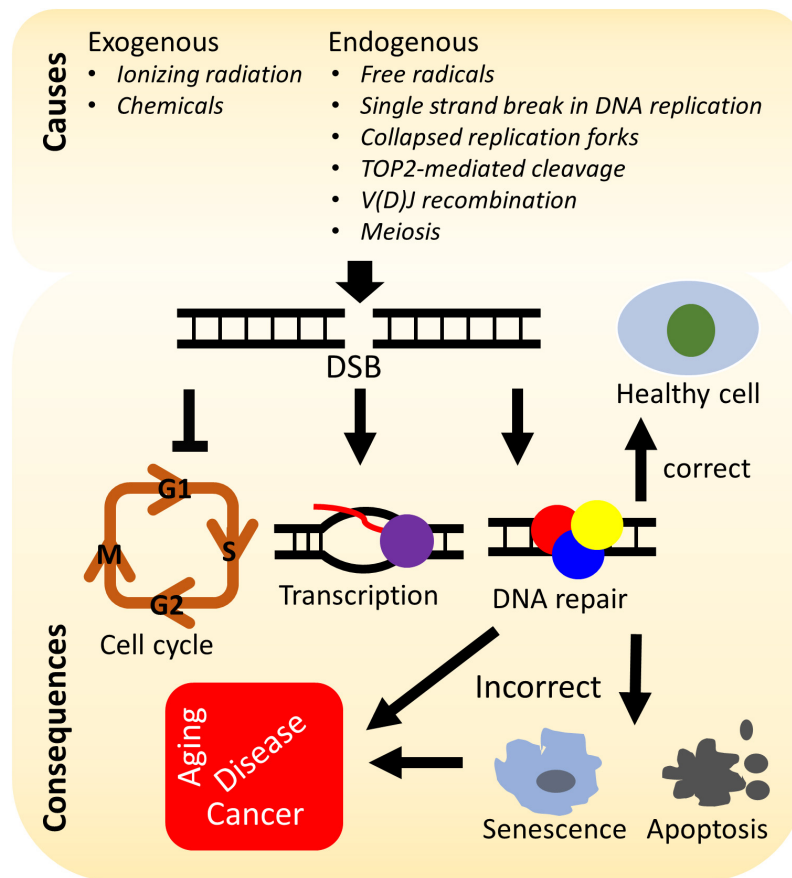 Causes
Exogenous
• Ionizing radiation
• Chemicals
Endogenous
• Free radicals
• Single strand break in DNA replication
• Collapsed replication forks
• TOP2-mediated cleavage
• V(D)J recombination
• Meiosis
Consequences
DSB
Healthy cell
correct
G1
S
G2
M
Cell cycle
Transcription
DNA repair
Incorrect
Aging
Disease
Cancer
Senescence
Apoptosis